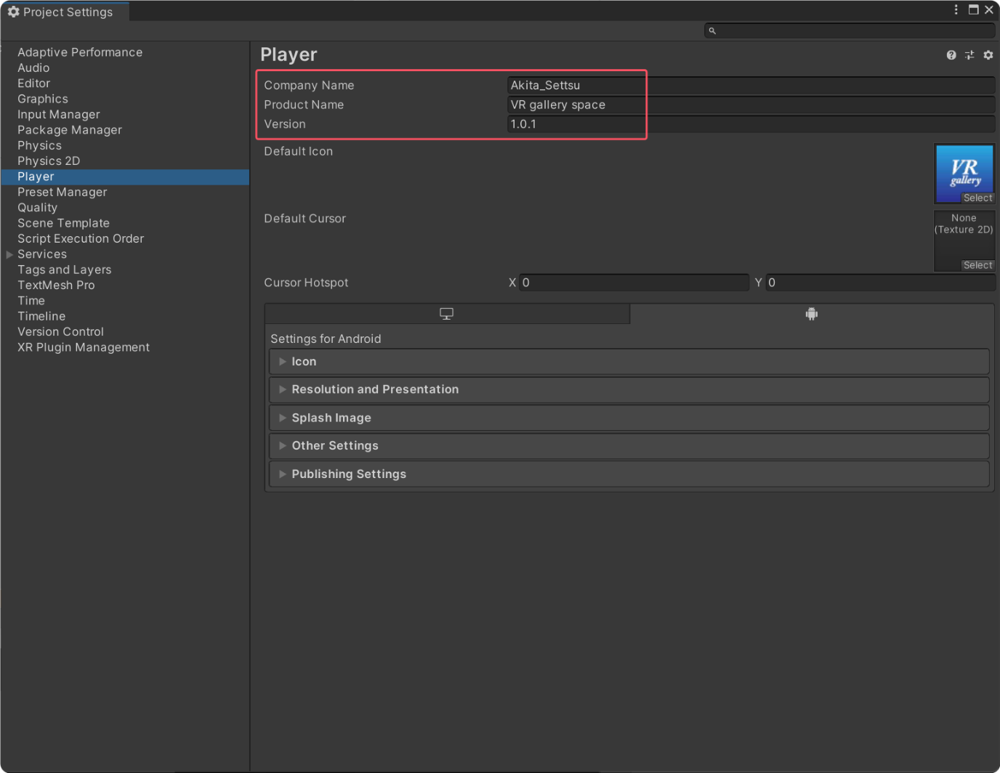 Project Settings
Adaptive Performance
Audio
Editor
Graphics
Input Manager
Package Manager
Physics
Physics 2D
Player
Preset Manager
Quality
Scene Template
Script Execution Order
Services
Tags and Layers
TextMesh Pro
Time
Timeline
Version Control
XR Plugin Management
Player
Company Name Akita_Settsu
Product Name VR gallery space
Version 1.0.1
Default Icon
VR
gallery
Select
Default Cursor
None
(Texture 2D)
Select
Cursor Hotspot X 0 Y 0
Settings for Android
Icon
Resolution and Presentation
Splash Image
Other Settings
Publishing Settings